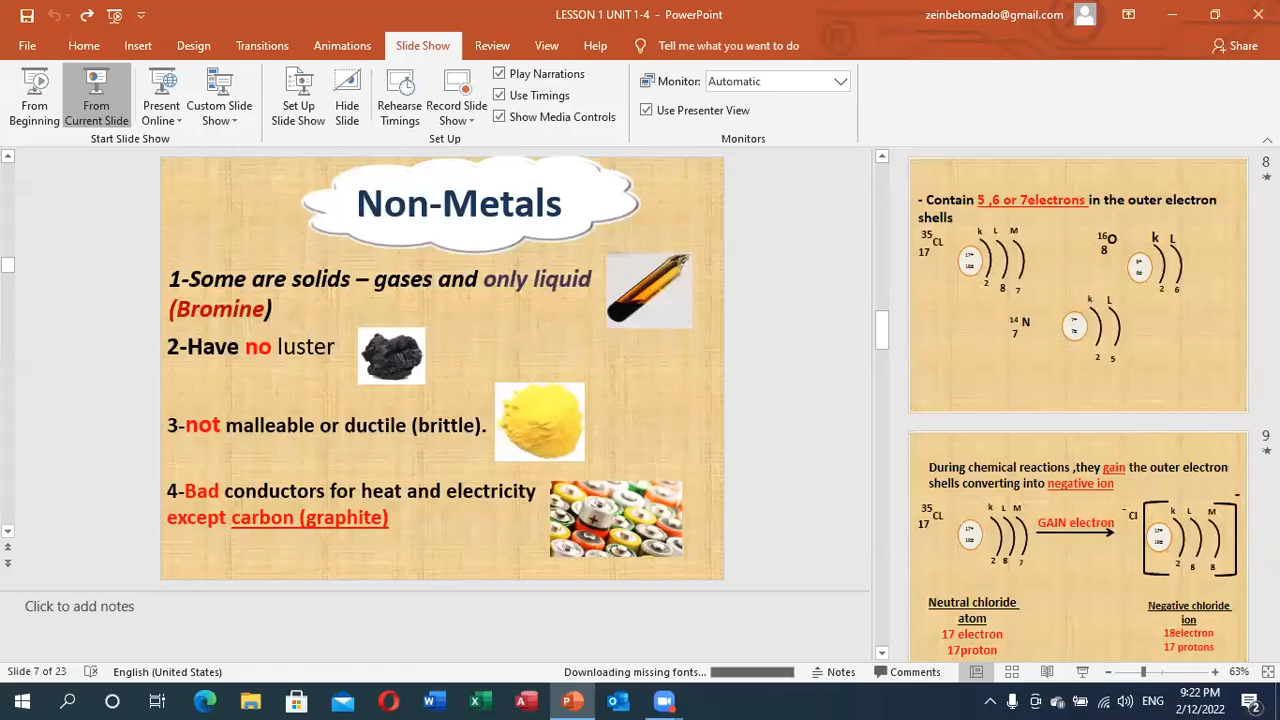 LESSON 1 UNIT 1-4 – PowerPoint
zeinbebomado@gmail.com
File Home Insert Design Transitions Animations Slide Show Review View Help Tell me what you want to do Share
From Beginning
From Current Slide
Present Online
Custom Slide Show
Start Slide Show
Set Up Slide Show
Hide Slide
Rehearse Timings
Record Slide Show
Play Narrations
Use Timings
Show Media Controls
Set Up
Monitor: Automatic
Use Presenter View
Monitors
Non-Metals
1-Some are solids – gases and only liquid
(Bromine)
2-Have no luster
3-not malleable or ductile (brittle).
4-Bad conductors for heat and electricity
except carbon (graphite)
Click to add notes
8
- Contain 5 ,6 or 7electrons in the outer electron
shells
35
17 CL
K L M
2 8 7
16
8 O
K L
2 6
14
7 N
K L
2 5
9
During chemical reactions ,they gain the outer electron
shells converting into negative ion
35
17 CL
K L M
2 8 7
GAIN electron
- Cl
K L M
2 8 8
-
Neutral chloride
atom
17 electron
17proton
Negative chloride
ion
18electron
17 protons
Slide 7 of 23 English (United States) Downloading missing fonts... Notes Comments 63%
ENG
9:22 PM
2/12/2022
2